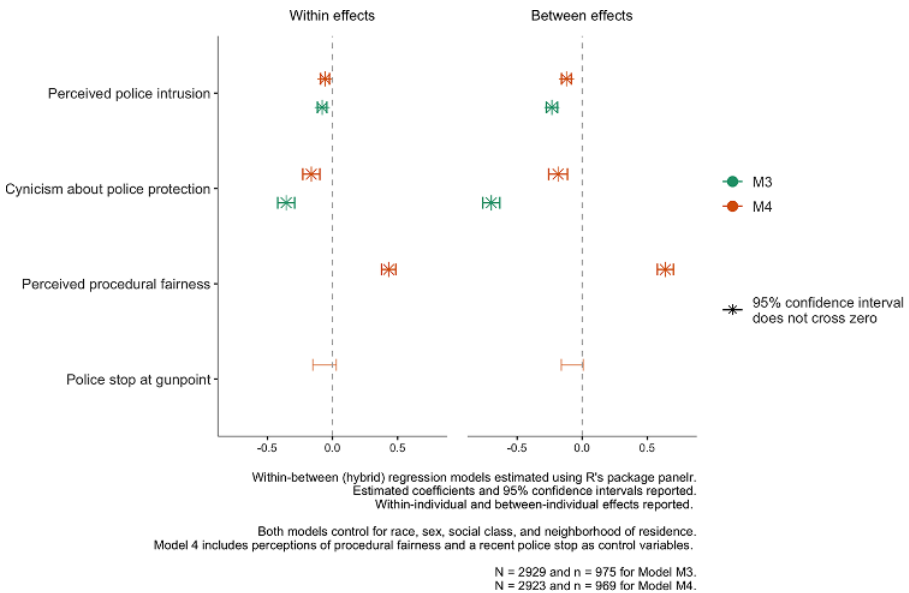 Within effects
Between effects
Perceived police intrusion
Cynicism about police protection
Perceived procedural fairness
Police stop at gunpoint
-0.5 0.0 0.5
-0.5 0.0 0.5
M3
M4
95% confidence interval
does not cross zero
Within-between (hybrid) regression models estimated using R's package panelr.
Estimated coefficients and 95% confidence intervals reported.
Within-individual and between-individual effects reported.
Both models control for race, sex, social class, and neighborhood of residence.
Model 4 includes perceptions of procedural fairness and a recent police stop as control variables.
N = 2929 and n = 975 for Model M3.
N = 2923 and n = 969 for Model M4.